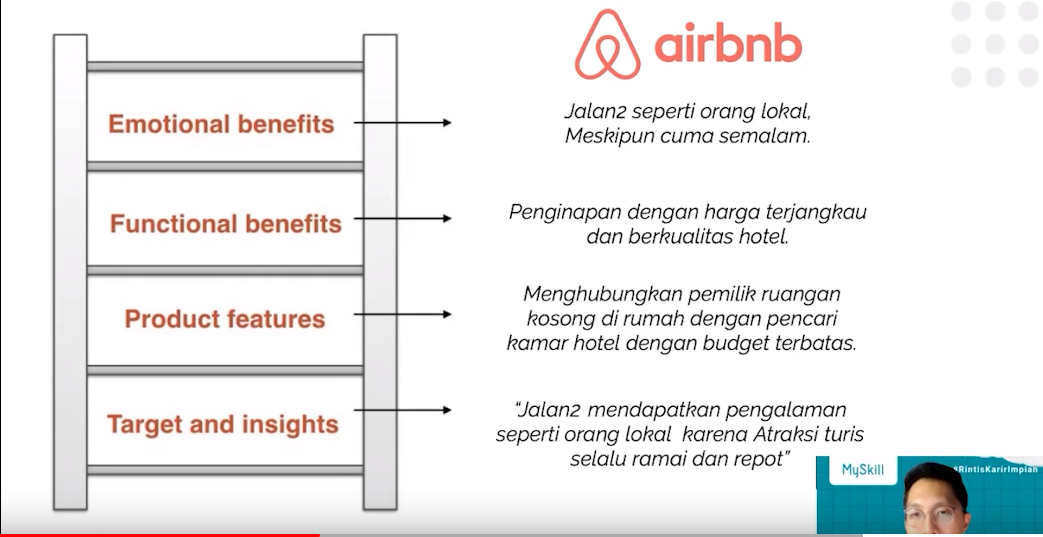 airbnb
Emotional benefits
Jalan2 seperti orang lokal,
Meskipun cuma semalam.
Functional benefits
Penginapan dengan harga terjangkau
dan berkualitas hotel.
Product features
Menghubungkan pemilik ruangan
kosong di rumah dengan pencari
kamar hotel dengan budget terbatas.
Target and insights
“Jalan2 mendapatkan pengalaman
seperti orang lokal karena Atraksi turis
selalu ramai dan repot”
MySkill
#RintisKarirImpian